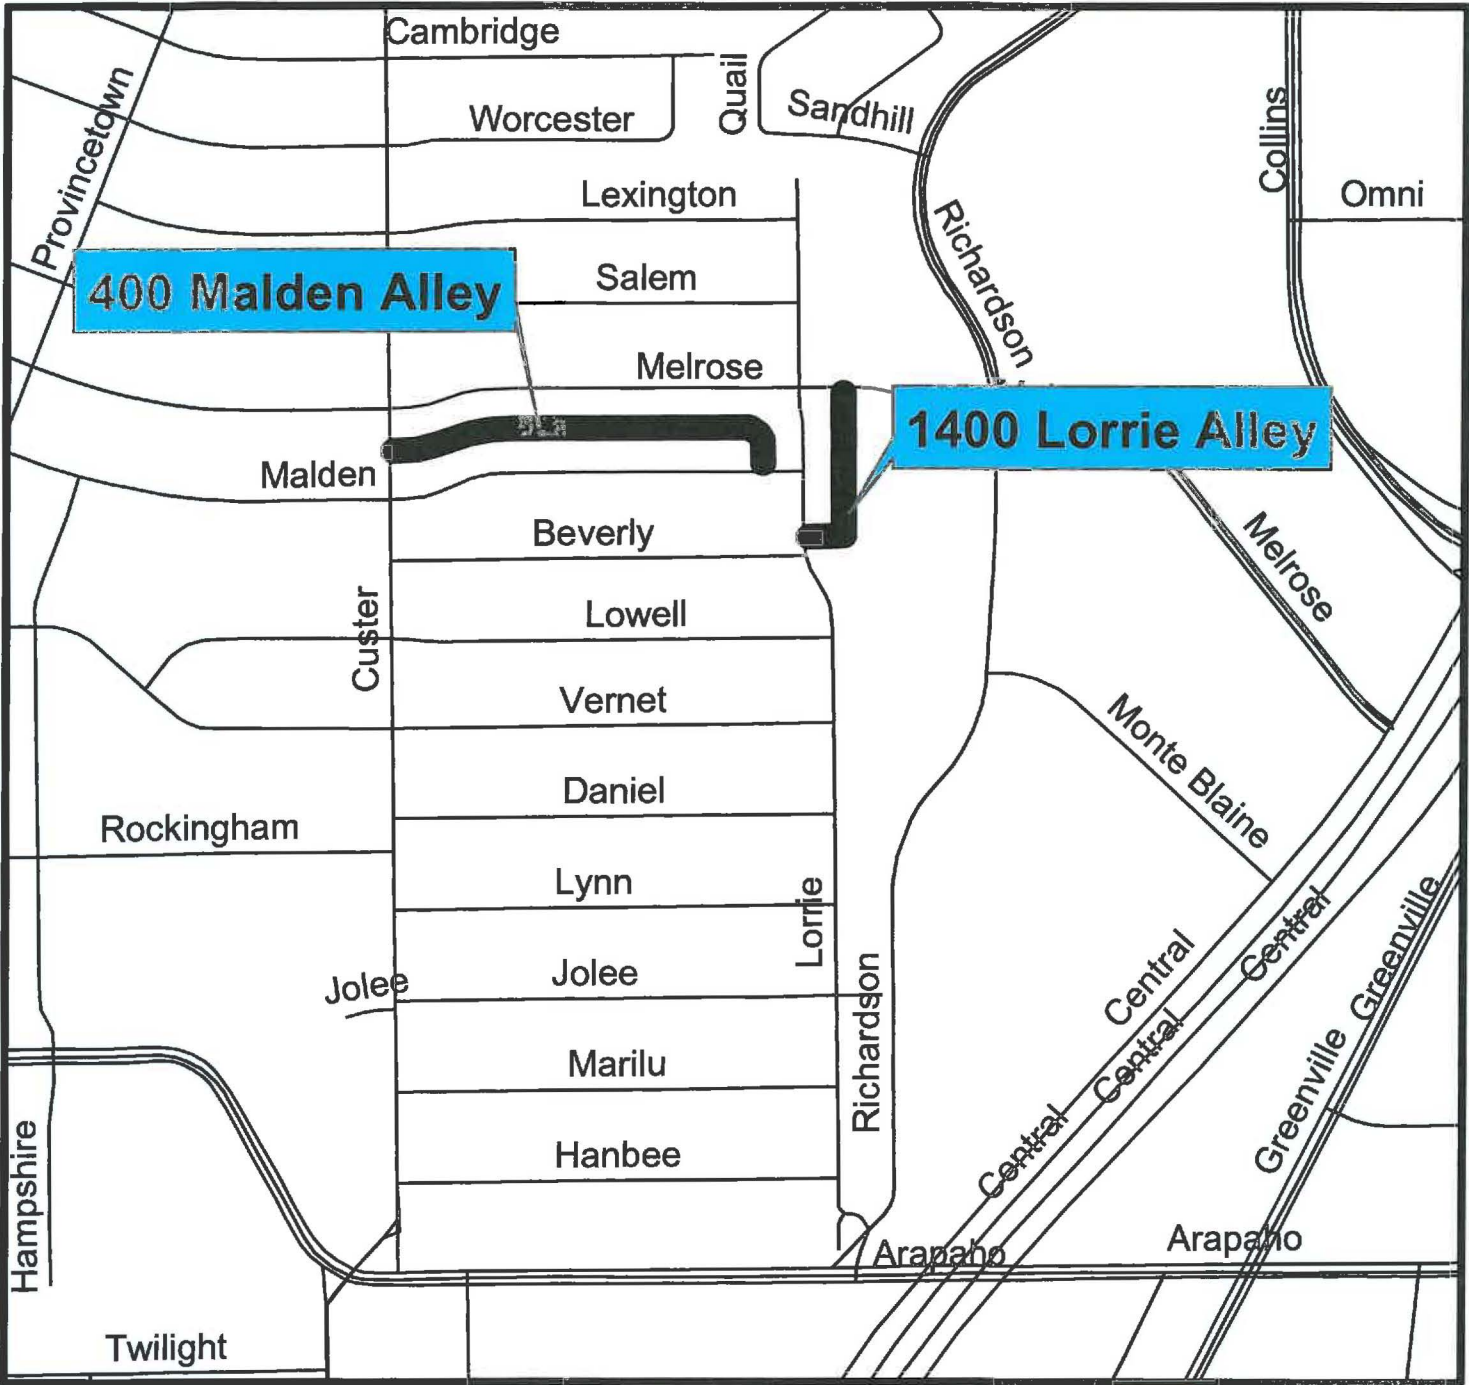 Cambridge
Quail
Worcester
Sandhill
Provincetown
Collins
Lexington
Omni
Richardson
Salem
400 Malden Alley
Melrose
1400 Lorrie Alley
Malden
Beverly
Melrose
Custer
Lowell
Vernet
Monte Blaine
Daniel
Rockingham
Lynn
Lorrie
Central
Central
Greenville
Jolee
Jolee
Richardson
Central
Marilu
Greenville
Central
Hampshire
Hanbee
Arapaho
Arapaho
Twilight